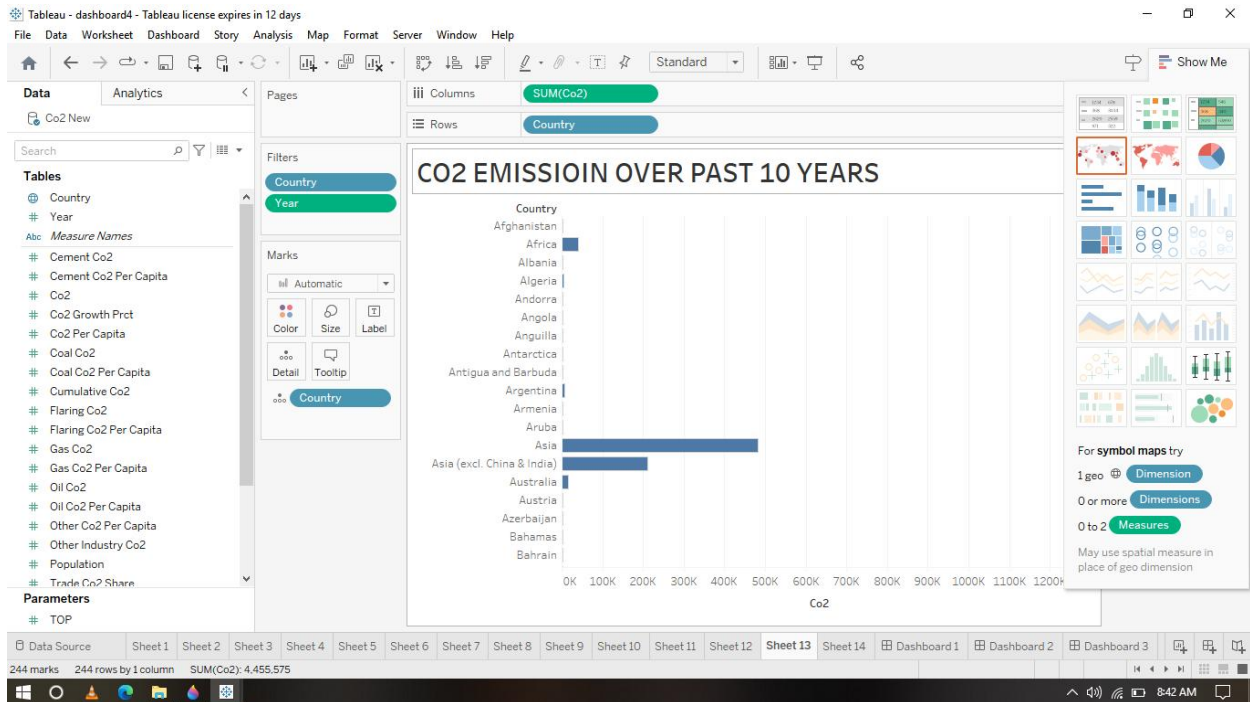 Tableau - dashboard4 - Tableau license expires in 12 days
File Data Worksheet Dashboard Story Analysis Map Format Server Window Help
Standard
Show Me
Data Analytics
Co2 New
Search
Tables
Country
Year
Abc Measure Names
Cement Co2
Cement Co2 Per Capita
Co2
Co2 Growth Prct
Co2 Per Capita
Coal Co2
Coal Co2 Per Capita
Cumulative Co2
Flaring Co2
Flaring Co2 Per Capita
Gas Co2
Gas Co2 Per Capita
Oil Co2
Oil Co2 Per Capita
Other Co2 Per Capita
Other Industry Co2
Population
Trade Co2 Share
Parameters
TOP
Pages
Filters
Country
Year
Marks
Automatic
Color Size Label
Detail Tooltip
Country
Columns SUM(Co2)
Rows Country
CO2 EMISSIOIN OVER PAST 10 YEARS
Country
Afghanistan
Africa
Albania
Algeria
Andorra
Angola
Anguilla
Antarctica
Antigua and Barbuda
Argentina
Armenia
Aruba
Asia
Asia (excl. China & India)
Australia
Austria
Azerbaijan
Bahamas
Bahrain
0K 100K 200K 300K 400K 500K 600K 700K 800K 900K 1000K 1100K 1200K
Co2
For symbol maps try
1 geo Dimension
0 or more Dimensions
0 to 2 Measures
May use spatial measure in
place of geo dimension
Data Source Sheet 1 Sheet 2 Sheet 3 Sheet 4 Sheet 5 Sheet 6 Sheet 7 Sheet 8 Sheet 9 Sheet 10 Sheet 11 Sheet 12 Sheet 13 Sheet 14 Dashboard 1 Dashboard 2 Dashboard 3
244 marks 244 rows by 1 column SUM(Co2): 4,455,575
8:42 AM